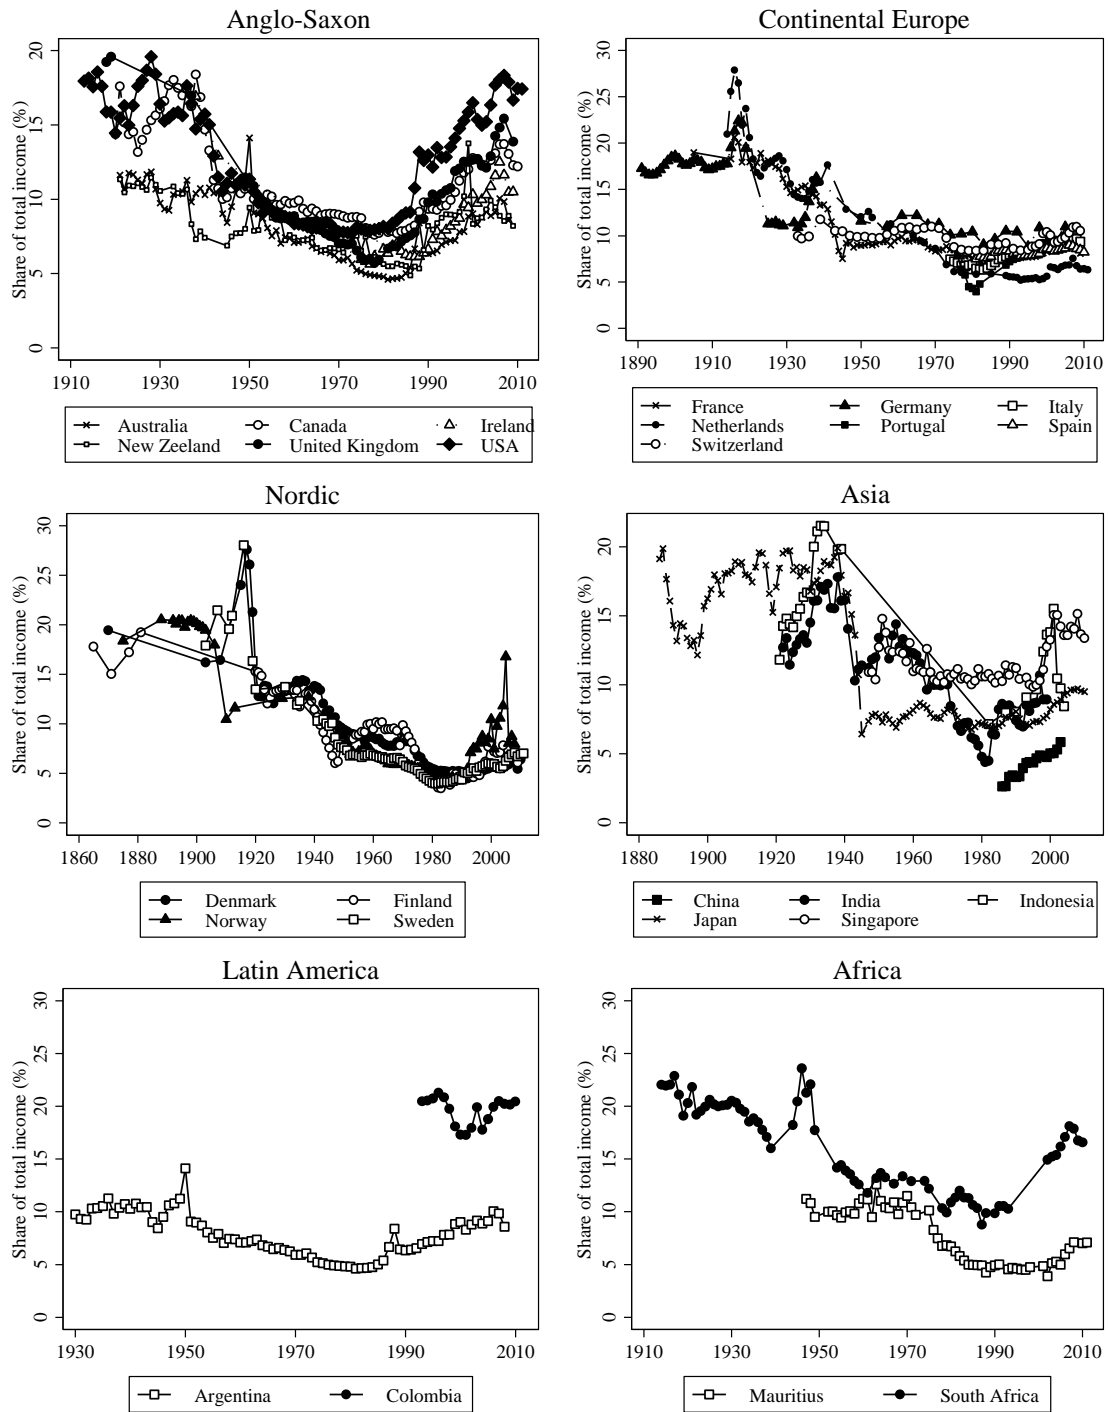 Anglo-Saxon
Share of total income (%)
0 5 10 15 20
1910 1930 1950 1970 1990 2010
Australia Canada Ireland
New Zeeland United Kingdom USA
Continental Europe
Share of total income (%)
0 5 10 15 20 25 30
1890 1910 1930 1950 1970 1990 2010
France Germany Italy
Netherlands Portugal Spain
Switzerland
Nordic
Share of total income (%)
0 5 10 15 20 25 30
1860 1880 1900 1920 1940 1960 1980 2000
Denmark Finland
Norway Sweden
Asia
Share of total income (%)
0 5 10 15 20
1880 1900 1920 1940 1960 1980 2000
China India Indonesia
Japan Singapore
Latin America
Share of total income (%)
0 5 10 15 20 25 30
1930 1950 1970 1990 2010
Argentina Colombia
Africa
Share of total income (%)
0 5 10 15 20 25 30
1910 1930 1950 1970 1990 2010
Mauritius South Africa